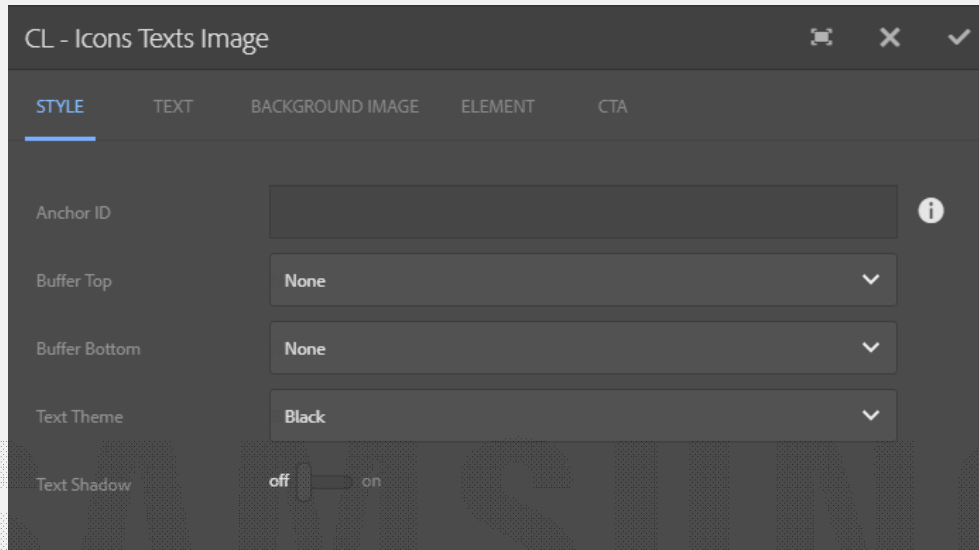 CL - Icons Texts Image
STYLE TEXT BACKGROUND IMAGE ELEMENT CTA
Anchor ID
Buffer Top None
Buffer Bottom None
Text Theme Black
Text Shadow off on
SAMSUNG